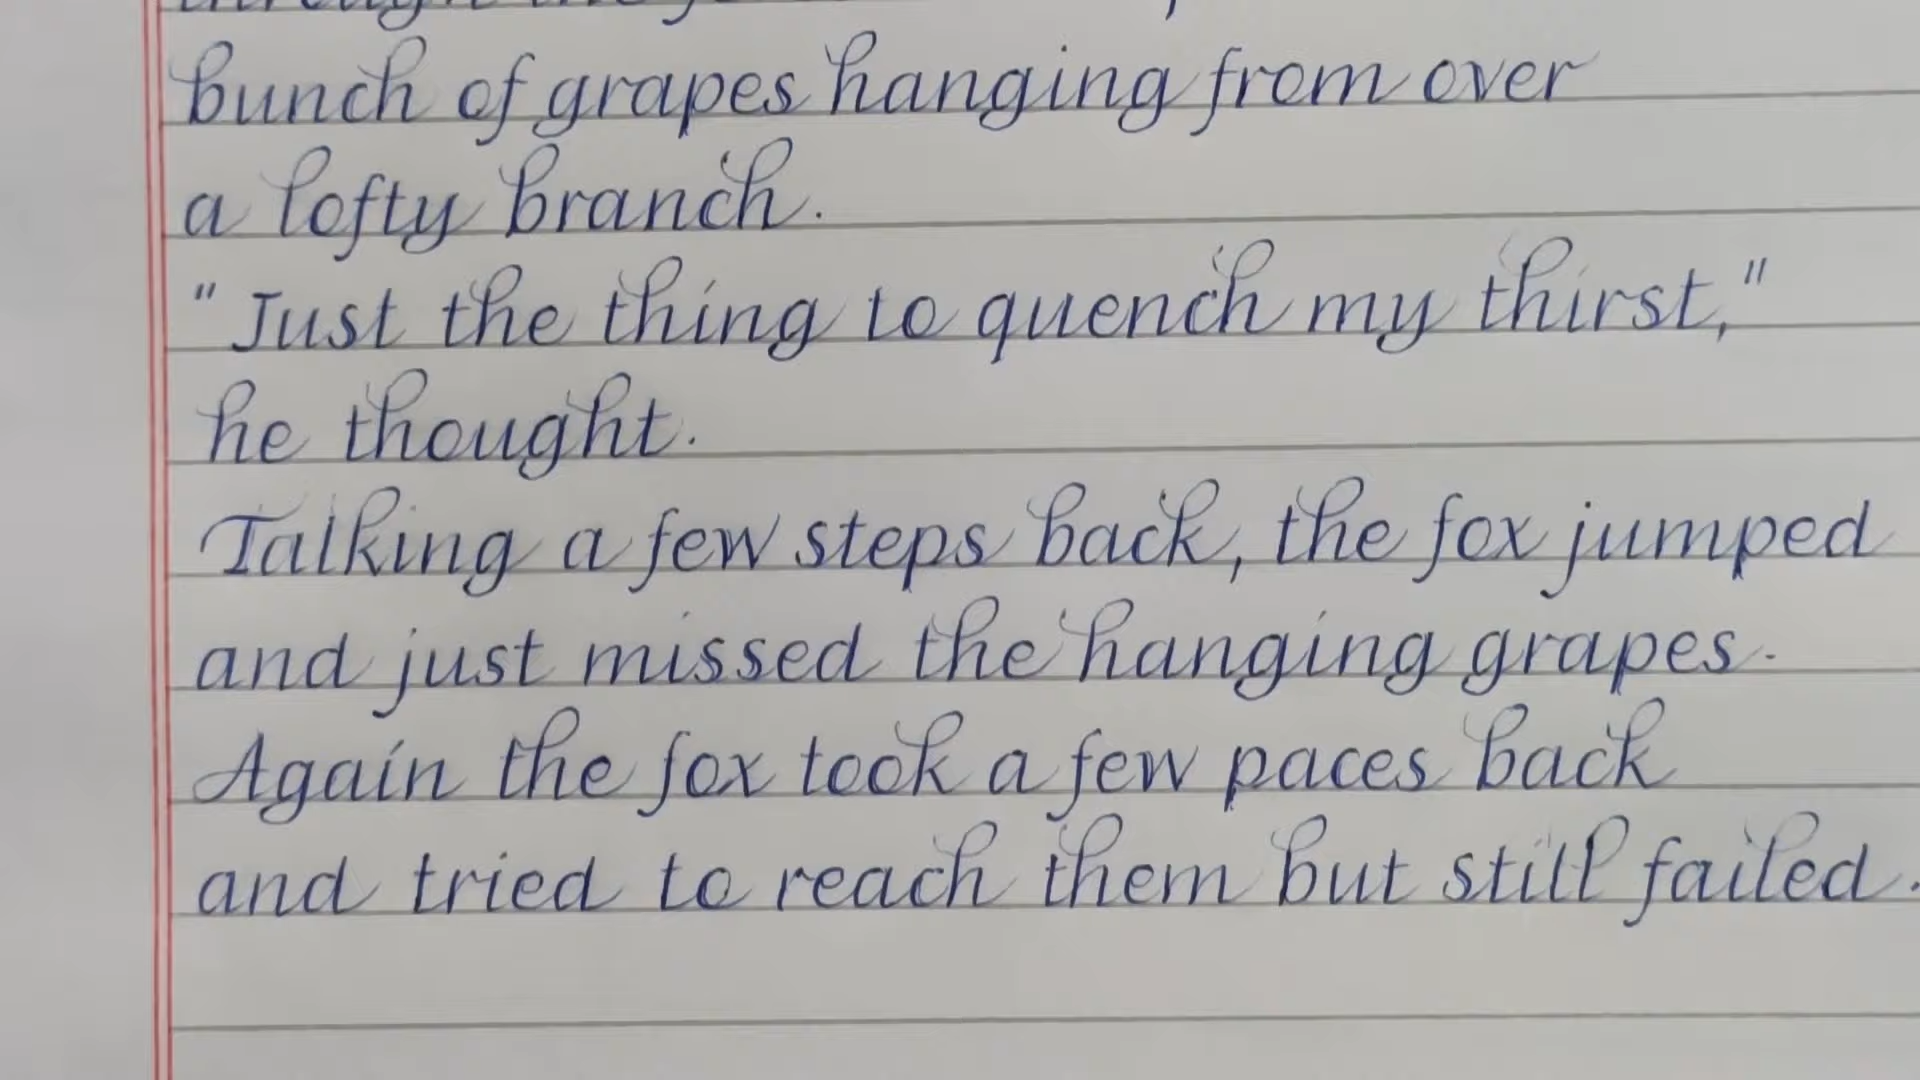 through the
bunch of grapes hanging from over
a lofty branch.
"Just the thing to quench my thirst,"
he thought.
Talking a few steps back, the fox jumped
and just missed the hanging grapes.
Again the fox took a few paces back
and tried to reach them but still failed.